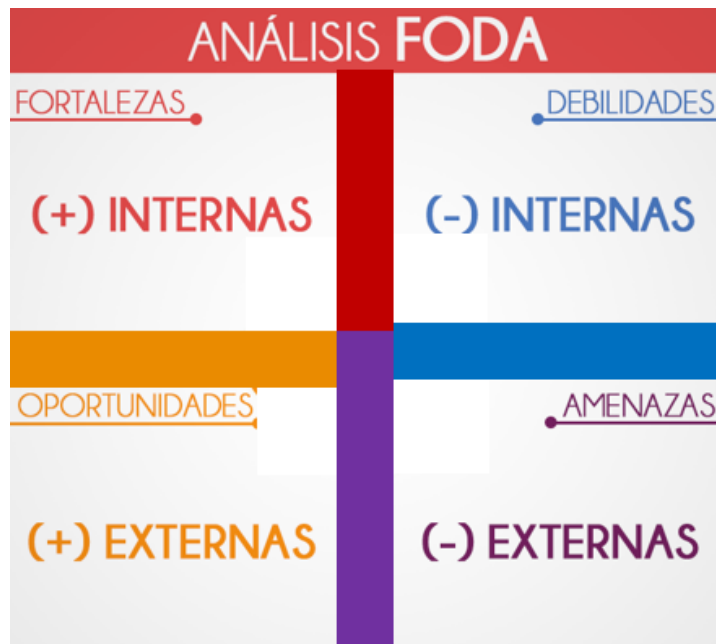 ANÁLISIS FODA
FORTALEZAS
DEBILIDADES
(+) INTERNAS
(-) INTERNAS
OPORTUNIDADES
AMENAZAS
(+) EXTERNAS
(-) EXTERNAS